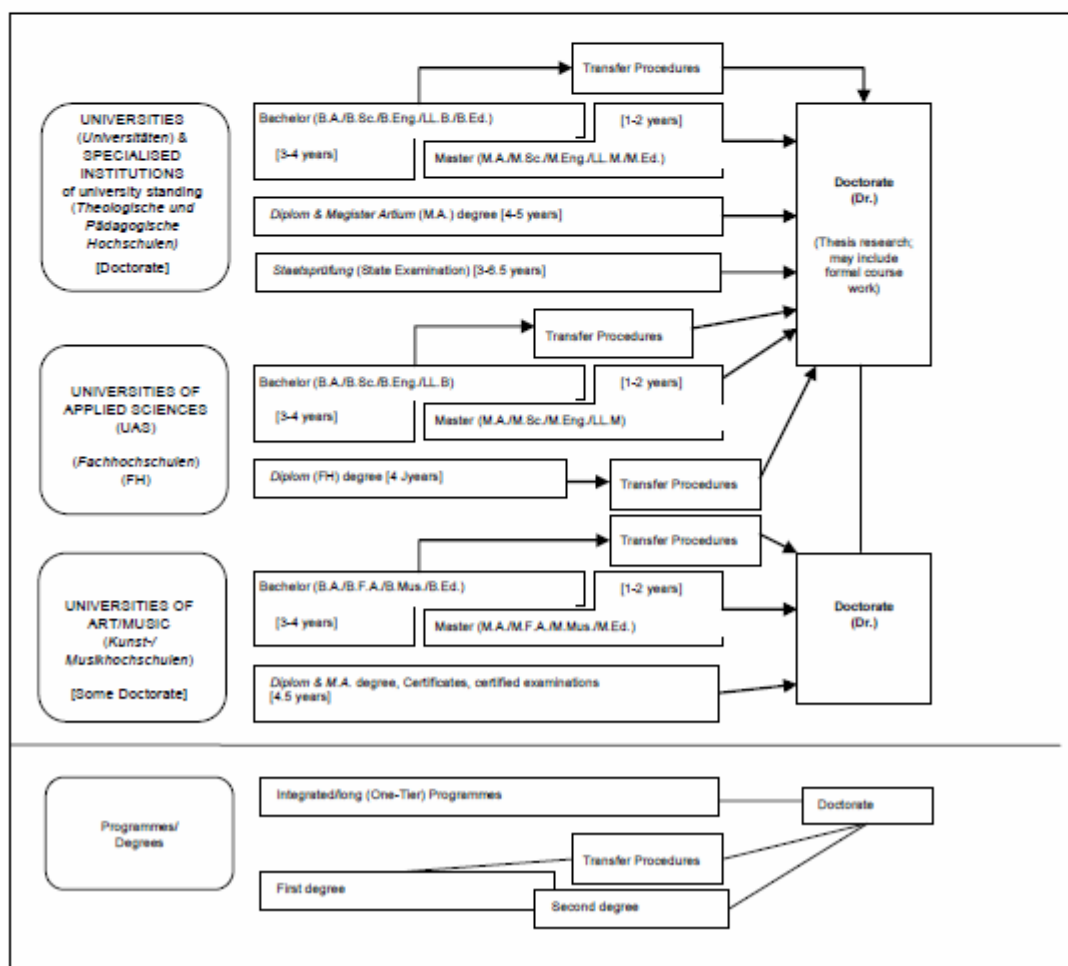 Transfer Procedures
UNIVERSITIES
(Universitäten) &
SPECIALISED
INSTITUTIONS
of university standing
(Theologische und
Pädagogische
Hochschulen)
[Doctorate]
Bachelor (B.A./B.Sc./B.Eng./LL.B./B.Ed.)
[3-4 years]
[1-2 years]
Master (M.A./M.Sc./M.Eng./LL.M./M.Ed.)
Diplom & Magister Artium (M.A.) degree [4-5 years]
Staatsprüfung (State Examination) [3-6.5 years]
Doctorate
(Dr.)
(Thesis research;
may include
formal course
work)
Transfer Procedures
UNIVERSITIES OF
APPLIED SCIENCES
(UAS)
(Fachhochschulen)
(FH)
Bachelor (B.A./B.Sc./B.Eng./LL.B)
[3-4 years]
[1-2 years]
Master (M.A./M.Sc./M.Eng./LL.M)
Diplom (FH) degree [4 Jyears]
Transfer Procedures
Transfer Procedures
UNIVERSITIES OF
ART/MUSIC
(Kunst-/
Musikhochschulen)
[Some Doctorate]
Bachelor (B.A./B.F.A./B.Mus./B.Ed.)
[3-4 years]
[1-2 years]
Master (M.A./M.F.A./M.Mus./M.Ed.)
Diplom & M.A. degree, Certificates, certified examinations
[4.5 years]
Doctorate
(Dr.)
Programmes/
Degrees
Integrated/long (One-Tier) Programmes
Doctorate
Transfer Procedures
First degree
Second degree